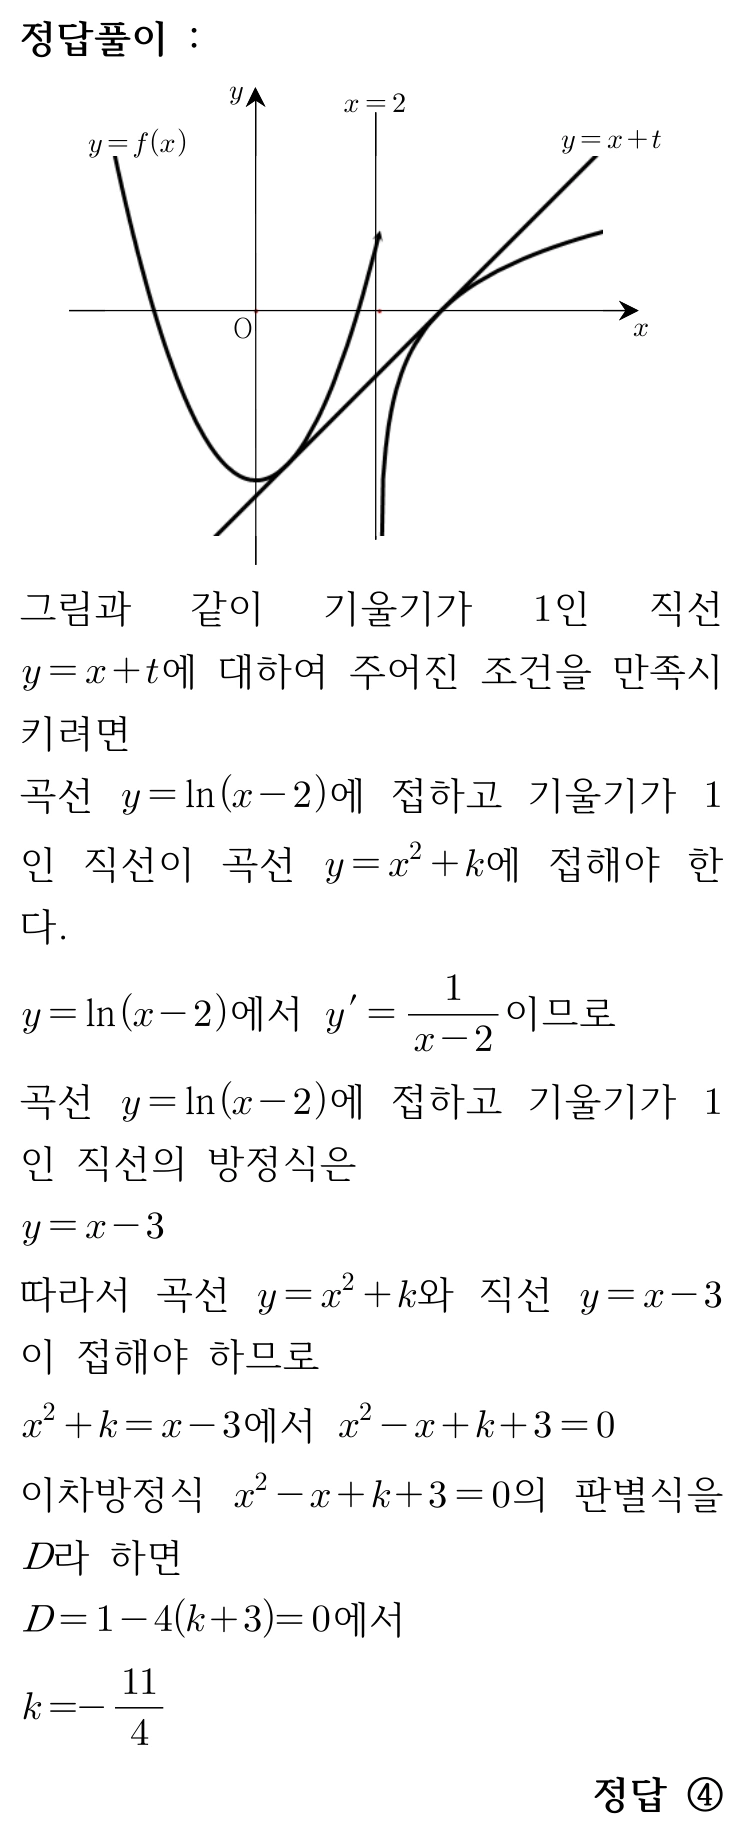 정답풀이 :
y
x=2
y=f(x)
y=x+t
O
x
그림과 같이 기울기가 1인 직선
y=x+t에 대하여 주어진 조건을 만족시
키려면
곡선 y=ln(x-2)에 접하고 기울기가 1
인 직선이 곡선 y=x²+k에 접해야 한
다.
y=ln(x-2)에서 y′=1/(x-2)이므로
곡선 y=ln(x-2)에 접하고 기울기가 1
인 직선의 방정식은
y=x-3
따라서 곡선 y=x²+k와 직선 y=x-3
이 접해야 하므로
x²+k=x-3에서 x²-x+k+3=0
이차방정식 x²-x+k+3=0의 판별식을
D라 하면
D=1-4(k+3)=0에서
k=-11/4
정답 ④